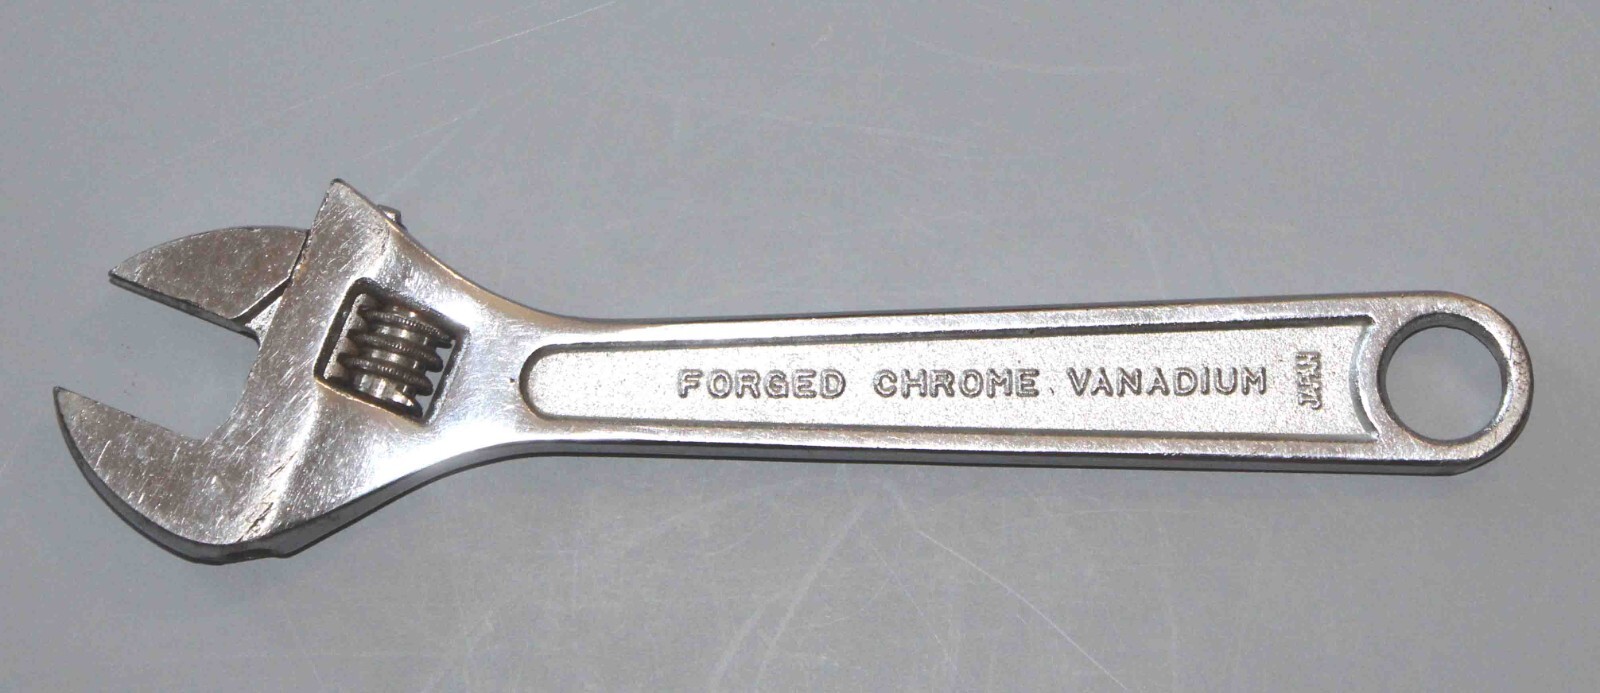 FORGED CHROME VANADIUM
JAPAN